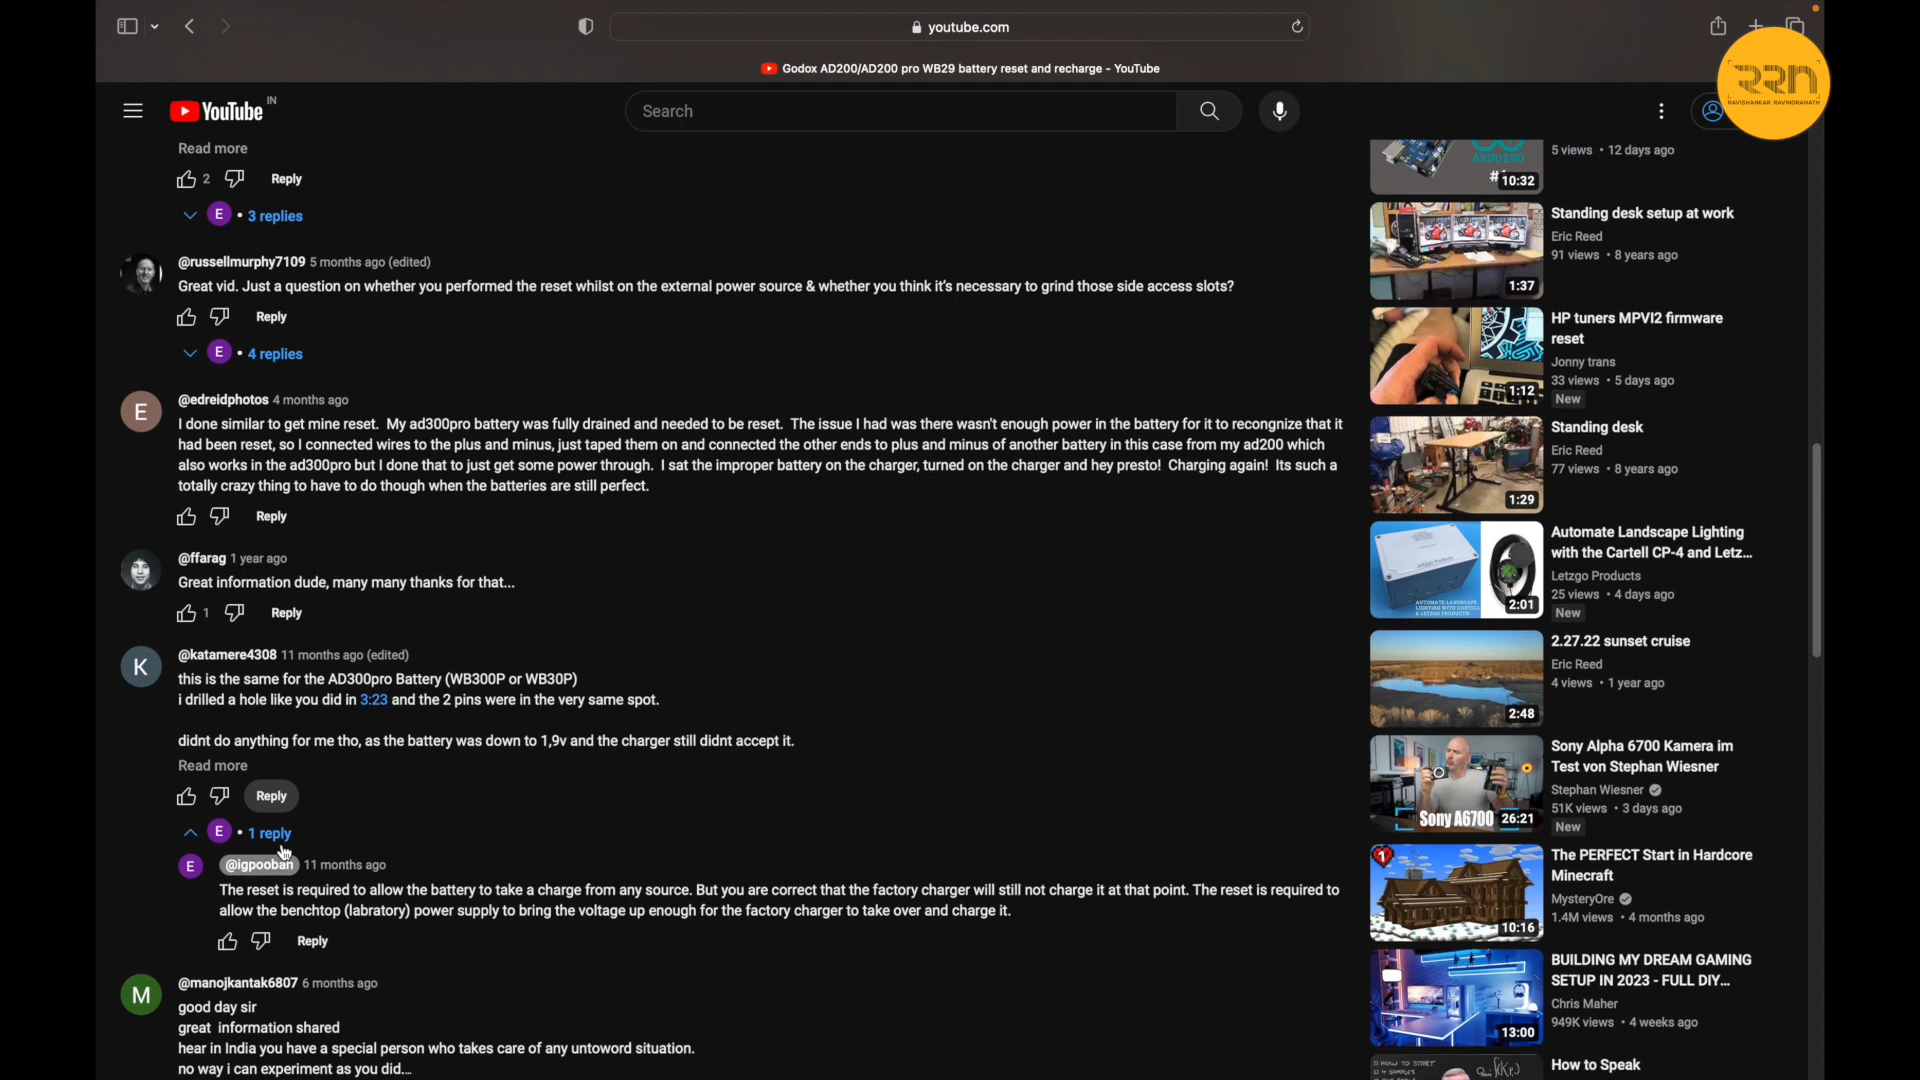 youtube.com
Godox AD200/AD200 pro WB29 battery reset and recharge - YouTube
RRN
RAVISHANKAR RAVINDRANATH
YouTube IN
Search
Read more
2 Reply
E • 3 replies
@russellmurphy7109 5 months ago (edited)
Great vid. Just a question on whether you performed the reset whilst on the external power source & whether you think it's necessary to grind those side access slots?
Reply
E • 4 replies
E
@edreidphotos 4 months ago
I done similar to get mine reset. My ad300pro battery was fully drained and needed to be reset. The issue I had was there wasn't enough power in the battery for it to recongnize that it
had been reset, so I connected wires to the plus and minus, just taped them on and connected the other ends to plus and minus of another battery in this case from my ad200 which
also works in the ad300pro but I done that to just get some power through. I sat the improper battery on the charger, turned on the charger and hey presto! Charging again! Its such a
totally crazy thing to have to do though when the batteries are still perfect.
Reply
@ffarag 1 year ago
Great information dude, many many thanks for that...
1 Reply
K
@katamere4308 11 months ago (edited)
this is the same for the AD300pro Battery (WB300P or WB30P)
i drilled a hole like you did in 3:23 and the 2 pins were in the very same spot.
didnt do anything for me tho, as the battery was down to 1,9v and the charger still didnt accept it.
Read more
Reply
E • 1 reply
E
@igpooban 11 months ago
The reset is required to allow the battery to take a charge from any source. But you are correct that the factory charger will still not charge it at that point. The reset is required to
allow the benchtop (labratory) power supply to bring the voltage up enough for the factory charger to take over and charge it.
Reply
M
@manojkantak6807 6 months ago
good day sir
great information shared
hear in India you have a special person who takes care of any untoword situation.
no way i can experiment as you did...
ARDUINO
#
10:32
5 views • 12 days ago
1:37
Standing desk setup at work
Eric Reed
91 views • 8 years ago
1:12
HP tuners MPVI2 firmware
reset
Jonny trans
33 views • 5 days ago
New
1:29
Standing desk
Eric Reed
77 views • 8 years ago
LETZGO PRODUCTS
AUTOMATE LANDSCAPE
LIGHTING WITH CARTELL
& LETZGO PRODUCTS!
2:01
Automate Landscape Lighting
with the Cartell CP-4 and Letz...
Letzgo Products
25 views • 4 days ago
New
2:48
2.27.22 sunset cruise
Eric Reed
4 views • 1 year ago
Sony A6700
26:21
Sony Alpha 6700 Kamera im
Test von Stephan Wiesner
Stephan Wiesner
51K views • 3 days ago
New
1
10:16
The PERFECT Start in Hardcore
Minecraft
MysteryOre
1.4M views • 4 months ago
13:00
BUILDING MY DREAM GAMING
SETUP IN 2023 - FULL DIY...
Chris Maher
949K views • 4 weeks ago
HOW TO START
How to Speak